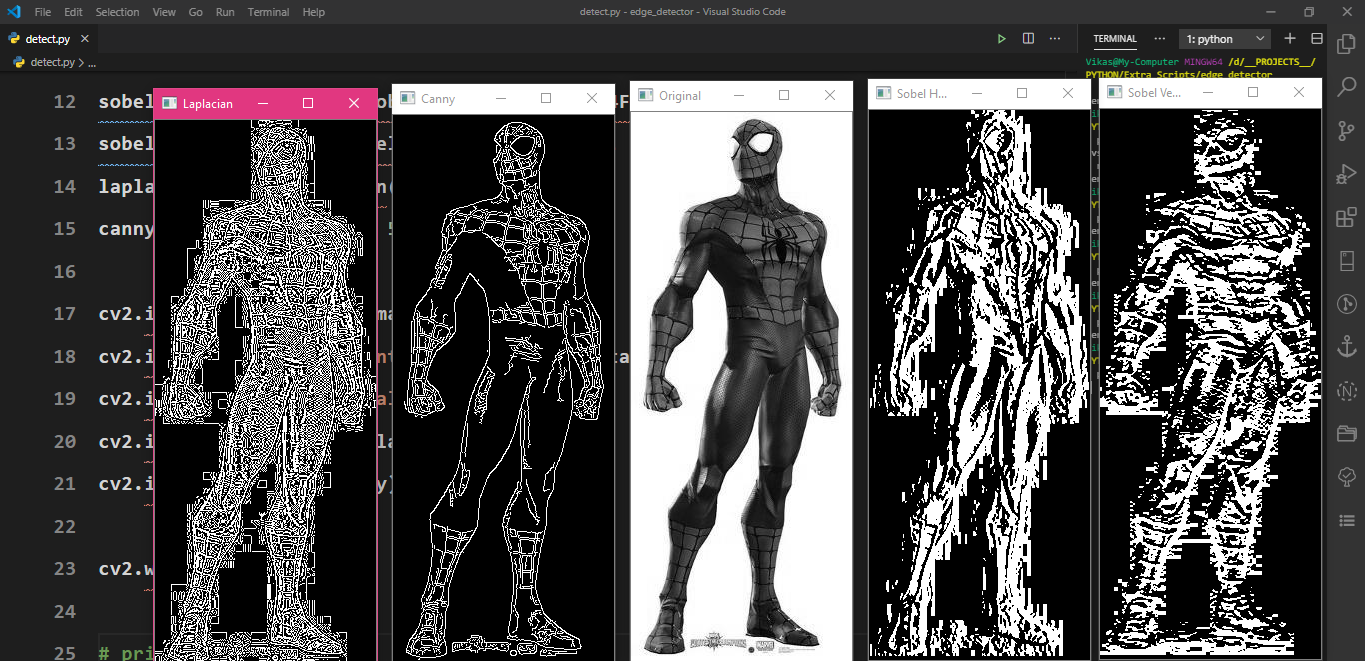 File Edit Selection View Go Run Terminal Help
detect.py - edge_detector - Visual Studio Code
detect.py
TERMINAL
1: python
detect.py > ...
Vikas@My-Computer MINGW64 /d/__PROJECTS__/
PYTHON/Extra Scripts/edge_detector
Laplacian
Canny
Original
Sobel H...
Sobel Ve...
12 sobel
13 sobel
14 lapla
15 canny
16
17 cv2.i
18 cv2.i
19 cv2.i
20 cv2.i
21 cv2.i
22
23 cv2.w
24
25 # pri